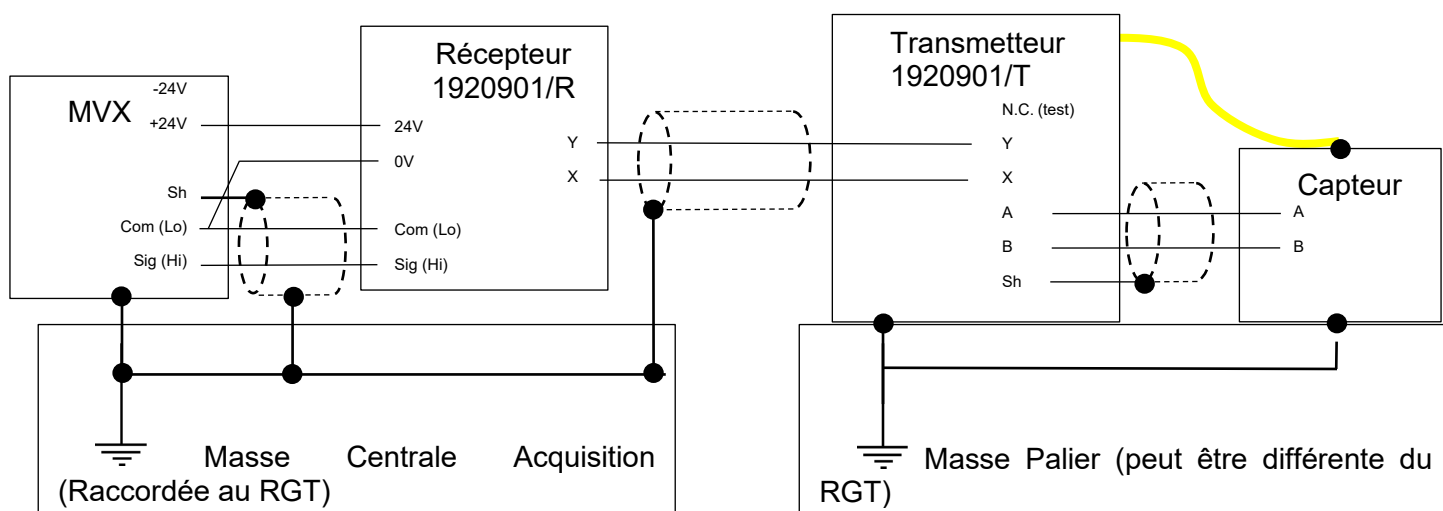 MVX
-24V
+24V
Sh
Com (Lo)
Sig (Hi)
Récepteur
1920901/R
24V
0V
Com (Lo)
Sig (Hi)
Y
X
Transmetteur
1920901/T
N.C. (test)
Y
X
A
B
Sh
Capteur
A
B
Masse Centrale Acquisition
(Raccordée au RGT)
Masse Palier (peut être différente du
RGT)